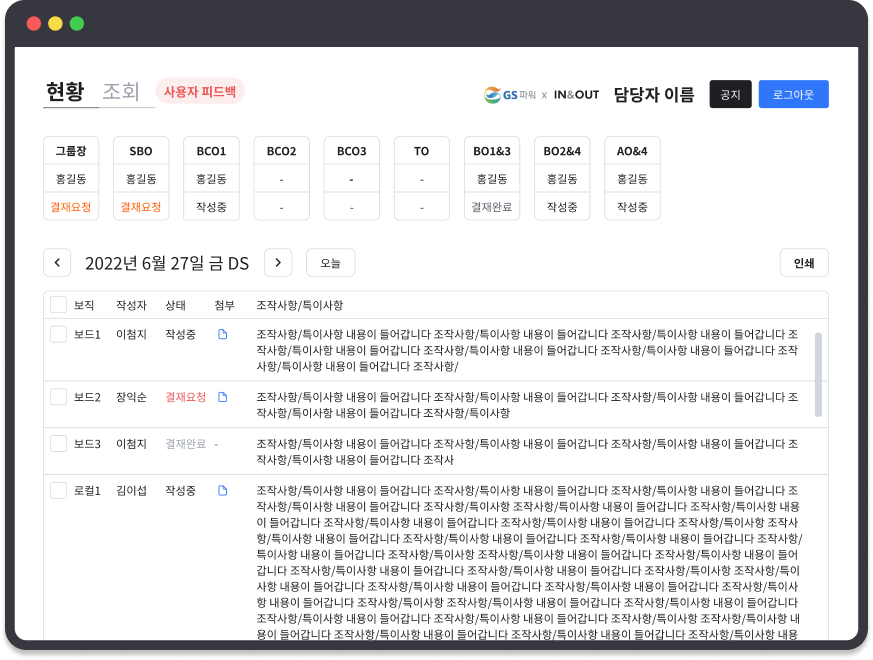 현황 조회 사용자 피드백 GS파워 x IN&OUT 담당자 이름 공지 로그아웃
그룹장 SBO BCO1 BCO2 BCO3 TO BO1&3 BO2&4 AO&4
홍길동 홍길동 홍길동 - - - 홍길동 홍길동 홍길동
결재요청 결재요청 작성중 - - - 결재완료 작성중 작성중
2022년 6월 27일 금 DS 오늘 인쇄
보직 작성자 상태 첨부 조작사항/특이사항
보드1 이첨지 작성중 조작사항/특이사항 내용이 들어갑니다 조작사항/특이사항 내용이 들어갑니다 조작사항/특이사항 내용이 들어갑니다 조
작사항/특이사항 내용이 들어갑니다 조작사항/특이사항 내용이 들어갑니다 조작사항/특이사항 내용이 들어갑니다 조작
사항/특이사항 내용이 들어갑니다 조작사항/
보드2 장익순 결재요청 조작사항/특이사항 내용이 들어갑니다 조작사항/특이사항 내용이 들어갑니다 조작사항/특이사항 내용이 들어갑니다 조
작사항/특이사항 내용이 들어갑니다 조작사항/특이사항
보드3 이첨지 결재완료 - 조작사항/특이사항 내용이 들어갑니다 조작사항/특이사항 내용이 들어갑니다 조작사항/특이사항 내용이 들어갑니다 조
작사항/특이사항 내용이 들어갑니다 조작사
로컬1 김이섭 작성중 조작사항/특이사항 내용이 들어갑니다 조작사항/특이사항 내용이 들어갑니다 조작사항/특이사항 내용이 들어갑니다 조
작사항/특이사항 내용이 들어갑니다 조작사항/특이사항 조작사항/특이사항 내용이 들어갑니다 조작사항/특이사항 내용
이 들어갑니다 조작사항/특이사항 내용이 들어갑니다 조작사항/특이사항 내용이 들어갑니다 조작사항/특이사항 조작사
항/특이사항 내용이 들어갑니다 조작사항/특이사항 내용이 들어갑니다 조작사항/특이사항 내용이 들어갑니다 조작사항/
특이사항 내용이 들어갑니다 조작사항/특이사항 조작사항/특이사항 내용이 들어갑니다 조작사항/특이사항 내용이 들어
갑니다 조작사항/특이사항 내용이 들어갑니다 조작사항/특이사항 내용이 들어갑니다 조작사항/특이사항 조작사항/특이
사항 내용이 들어갑니다 조작사항/특이사항 내용이 들어갑니다 조작사항/특이사항 내용이 들어갑니다 조작사항/특이사
항 내용이 들어갑니다 조작사항/특이사항 조작사항/특이사항 내용이 들어갑니다 조작사항/특이사항 내용이 들어갑니다
조작사항/특이사항 내용이 들어갑니다 조작사항/특이사항 내용이 들어갑니다 조작사항/특이사항 조작사항/특이사항 내
용이 들어갑니다 조작사항/특이사항 내용이 들어갑니다 조작사항/특이사항 내용이 들어갑니다 조작사항/특이사항 내용